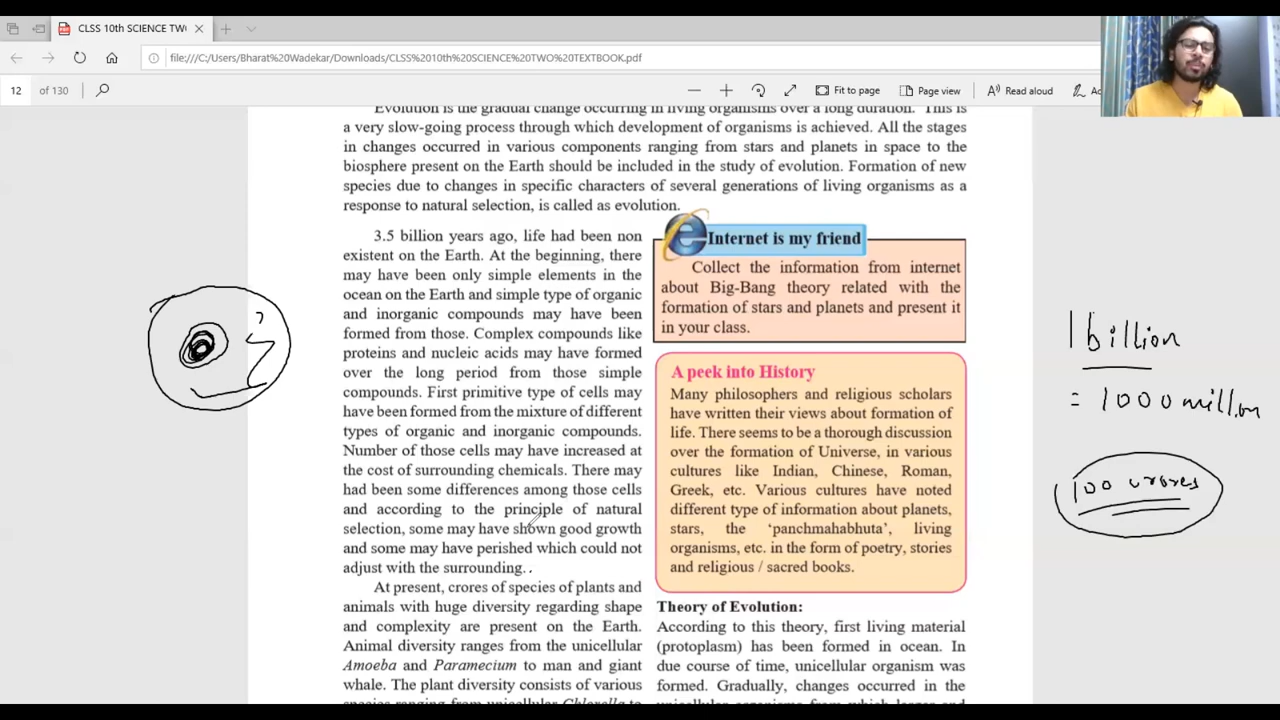 CLSS 10th SCIENCE TWO
file:///C:/Users/Bharat%20Wadekar/Downloads/CLSS%2010th%20SCIENCE%20TWO%20TEXTBOOK.pdf
12 of 130 Fit to page Page view Read aloud
Evolution is the gradual change occurring in living organisms over a long duration. This is
a very slow-going process through which development of organisms is achieved. All the stages
in changes occurred in various components ranging from stars and planets in space to the
biosphere present on the Earth should be included in the study of evolution. Formation of new
species due to changes in specific characters of several generations of living organisms as a
response to natural selection, is called as evolution.
3.5 billion years ago, life had been non
existent on the Earth. At the beginning, there
may have been only simple elements in the
ocean on the Earth and simple type of organic
and inorganic compounds may have been
formed from those. Complex compounds like
proteins and nucleic acids may have formed
over the long period from those simple
compounds. First primitive type of cells may
have been formed from the mixture of different
types of organic and inorganic compounds.
Number of those cells may have increased at
the cost of surrounding chemicals. There may
had been some differences among those cells
and according to the principle of natural
selection, some may have shown good growth
and some may have perished which could not
adjust with the surrounding. .
At present, crores of species of plants and
animals with huge diversity regarding shape
and complexity are present on the Earth.
Animal diversity ranges from the unicellular
Amoeba and Paramecium to man and giant
whale. The plant diversity consists of various
species ranging from unicellular Chlorella to
Internet is my friend
Collect the information from internet
about Big-Bang theory related with the
formation of stars and planets and present it
in your class.
A peek into History
Many philosophers and religious scholars
have written their views about formation of
life. There seems to be a thorough discussion
over the formation of Universe, in various
cultures like Indian, Chinese, Roman,
Greek, etc. Various cultures have noted
different type of information about planets,
stars, the ‘panchmahabhuta’, living
organisms, etc. in the form of poetry, stories
and religious / sacred books.
Theory of Evolution:
According to this theory, first living material
(protoplasm) has been formed in ocean. In
due course of time, unicellular organism was
formed. Gradually, changes occurred in the
1 billion
= 1000 million
100 crores